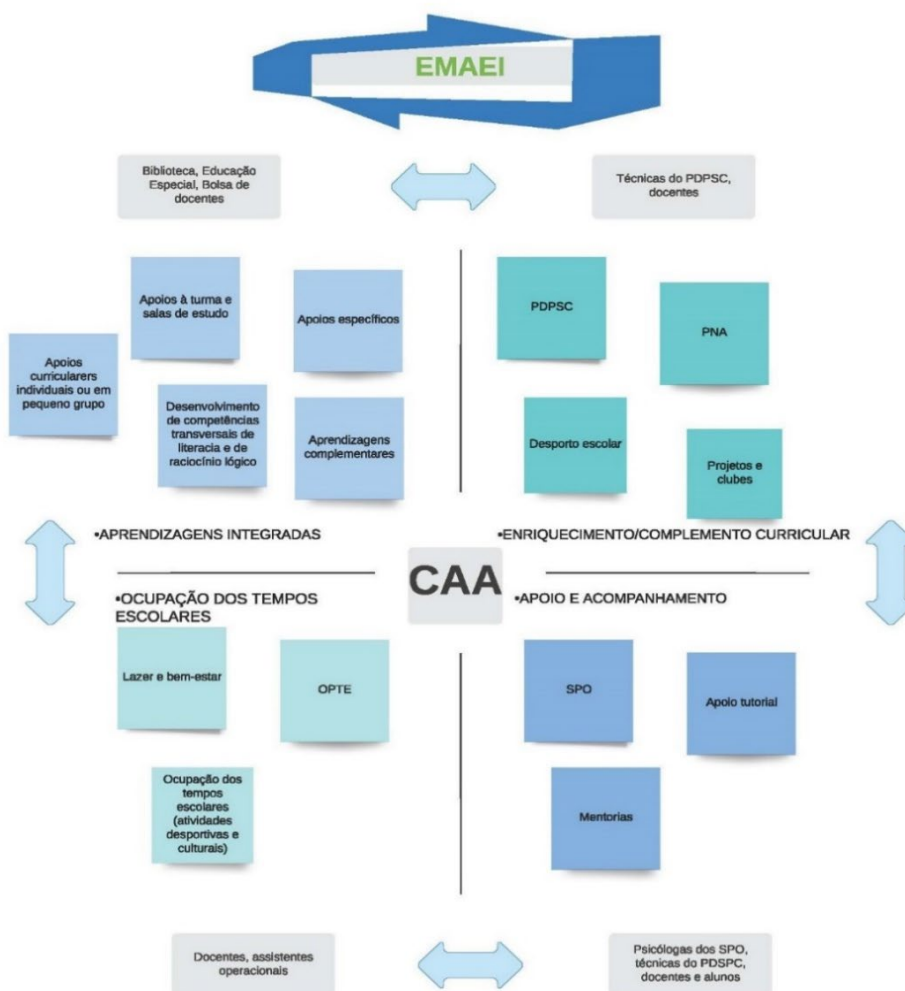 EMAEI
Biblioteca, Educação
Especial, Bolsa de
docentes
Técnicas do PDPSC,
docentes
Apoios à turma e
salas de estudo
Apoios específicos
Apoios
curricularers
individuais ou em
pequeno grupo
Desenvolvimento
de competências
transversais de
literacia e de
raciocínio lógico
Aprendizagens
complementares
PDPSC
PNA
Desporto escolar
Projetos e
clubes
•APRENDIZAGENS INTEGRADAS
•ENRIQUECIMENTO/COMPLEMENTO CURRICULAR
CAA
•OCUPAÇÃO DOS TEMPOS
ESCOLARES
•APOIO E ACOMPANHAMENTO
Lazer e bem-estar
OPTE
Ocupação dos
tempos
escolares
(atividades
desportivas e
culturais)
SPO
Apoio tutorial
Mentorias
Docentes, assistentes
operacionais
Psicólogas dos SPO,
técnicas do PDSPC,
docentes e alunos